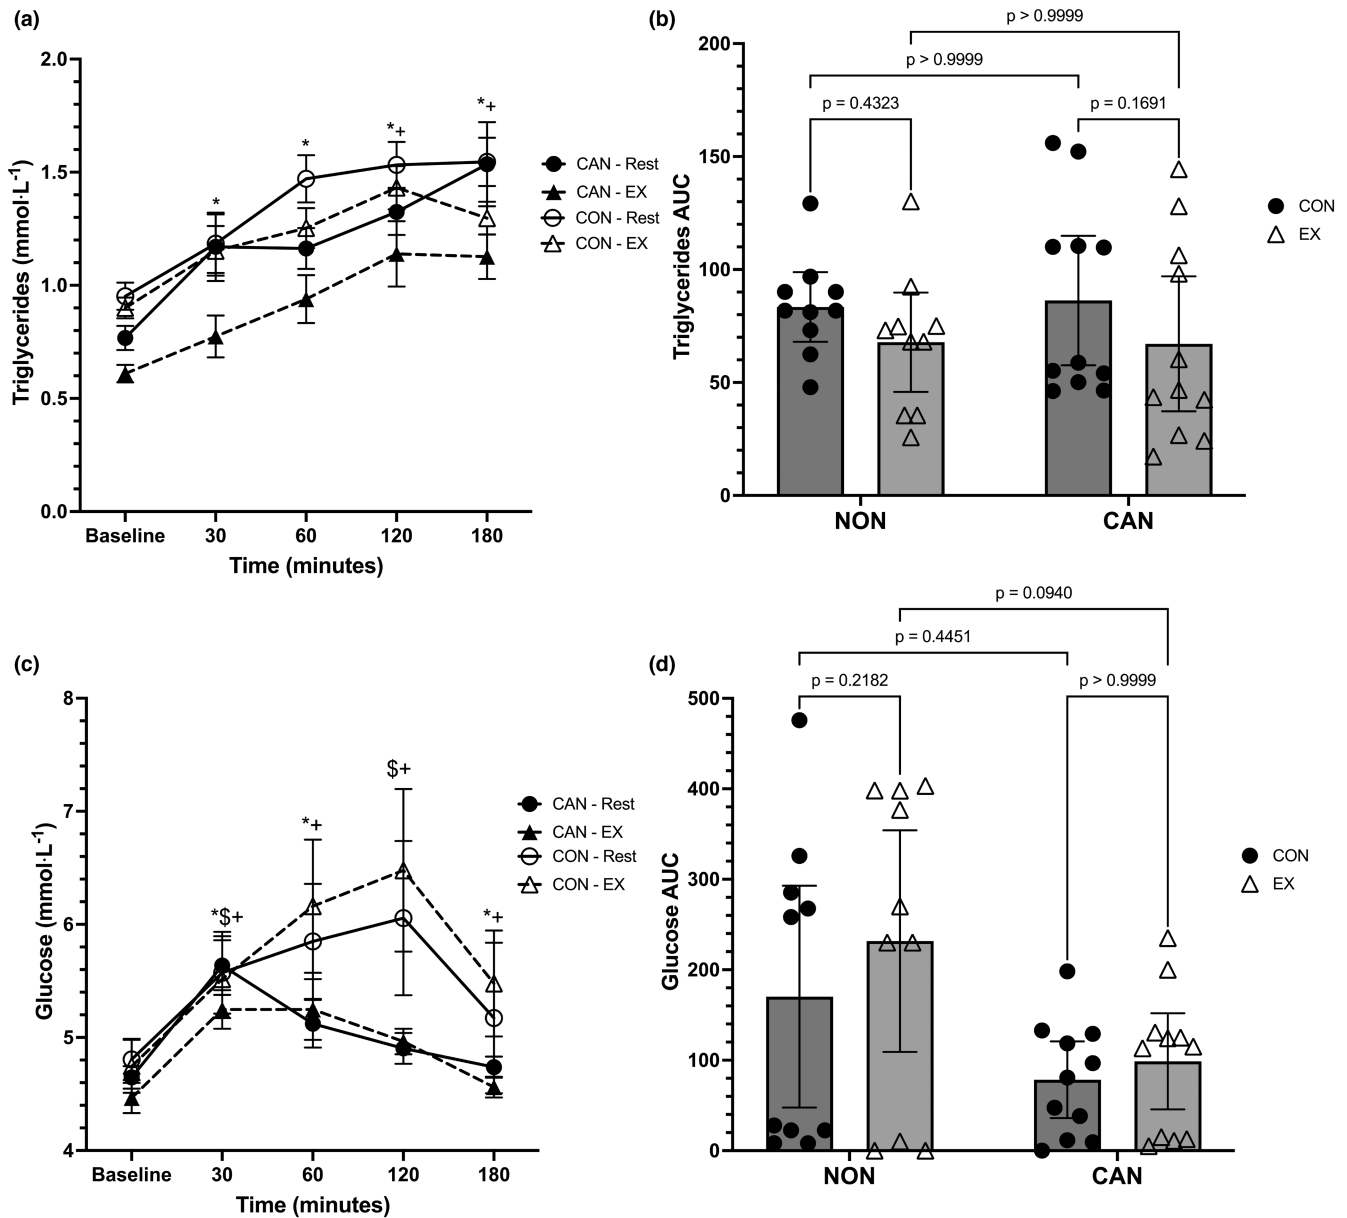 (a)
Triglycerides (mmol·L-1)
2.0
1.5
1.0
0.5
0.0
*
*
*+
*+
CAN - Rest
CAN - EX
CON - Rest
CON - EX
Baseline 30 60 120 180
Time (minutes)
(b)
Triglycerides AUC
200
150
100
50
0
p > 0.9999
p > 0.9999
p = 0.4323
p = 0.1691
CON
EX
NON CAN
(c)
Glucose (mmol·L-1)
8
7
6
5
4
*$+
*+
$+
*+
CAN - Rest
CAN - EX
CON - Rest
CON - EX
Baseline 30 60 120 180
Time (minutes)
(d)
Glucose AUC
500
400
300
200
100
0
p = 0.0940
p = 0.4451
p = 0.2182
p > 0.9999
CON
EX
NON CAN